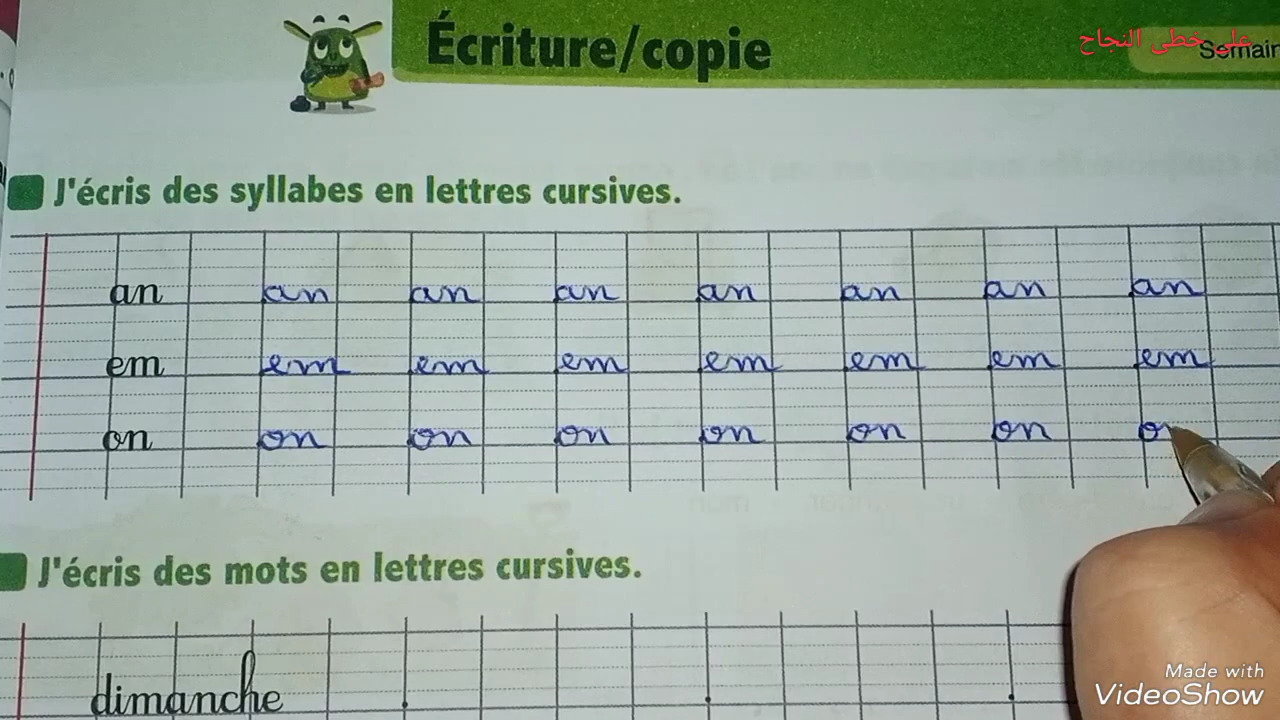 Écriture/copie
على خطى النجاح
J'écris des syllabes en lettres cursives.
an an an an an an an an
em em em em em em em em
on on on on on on on
J'écris des mots en lettres cursives.
dimanche
Made with
VideoShow